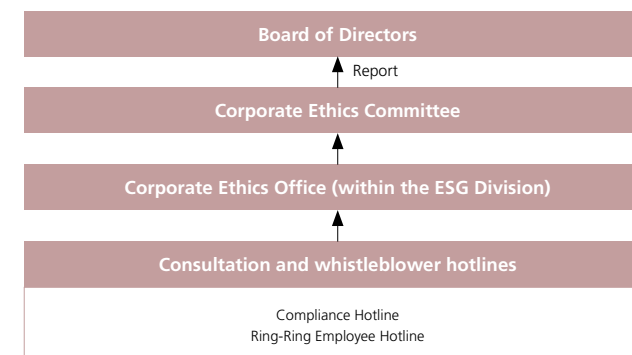 Board of Directors
Report
Corporate Ethics Committee
Corporate Ethics Office (within the ESG Division)
Consultation and whistleblower hotlines
Compliance Hotline
Ring-Ring Employee Hotline